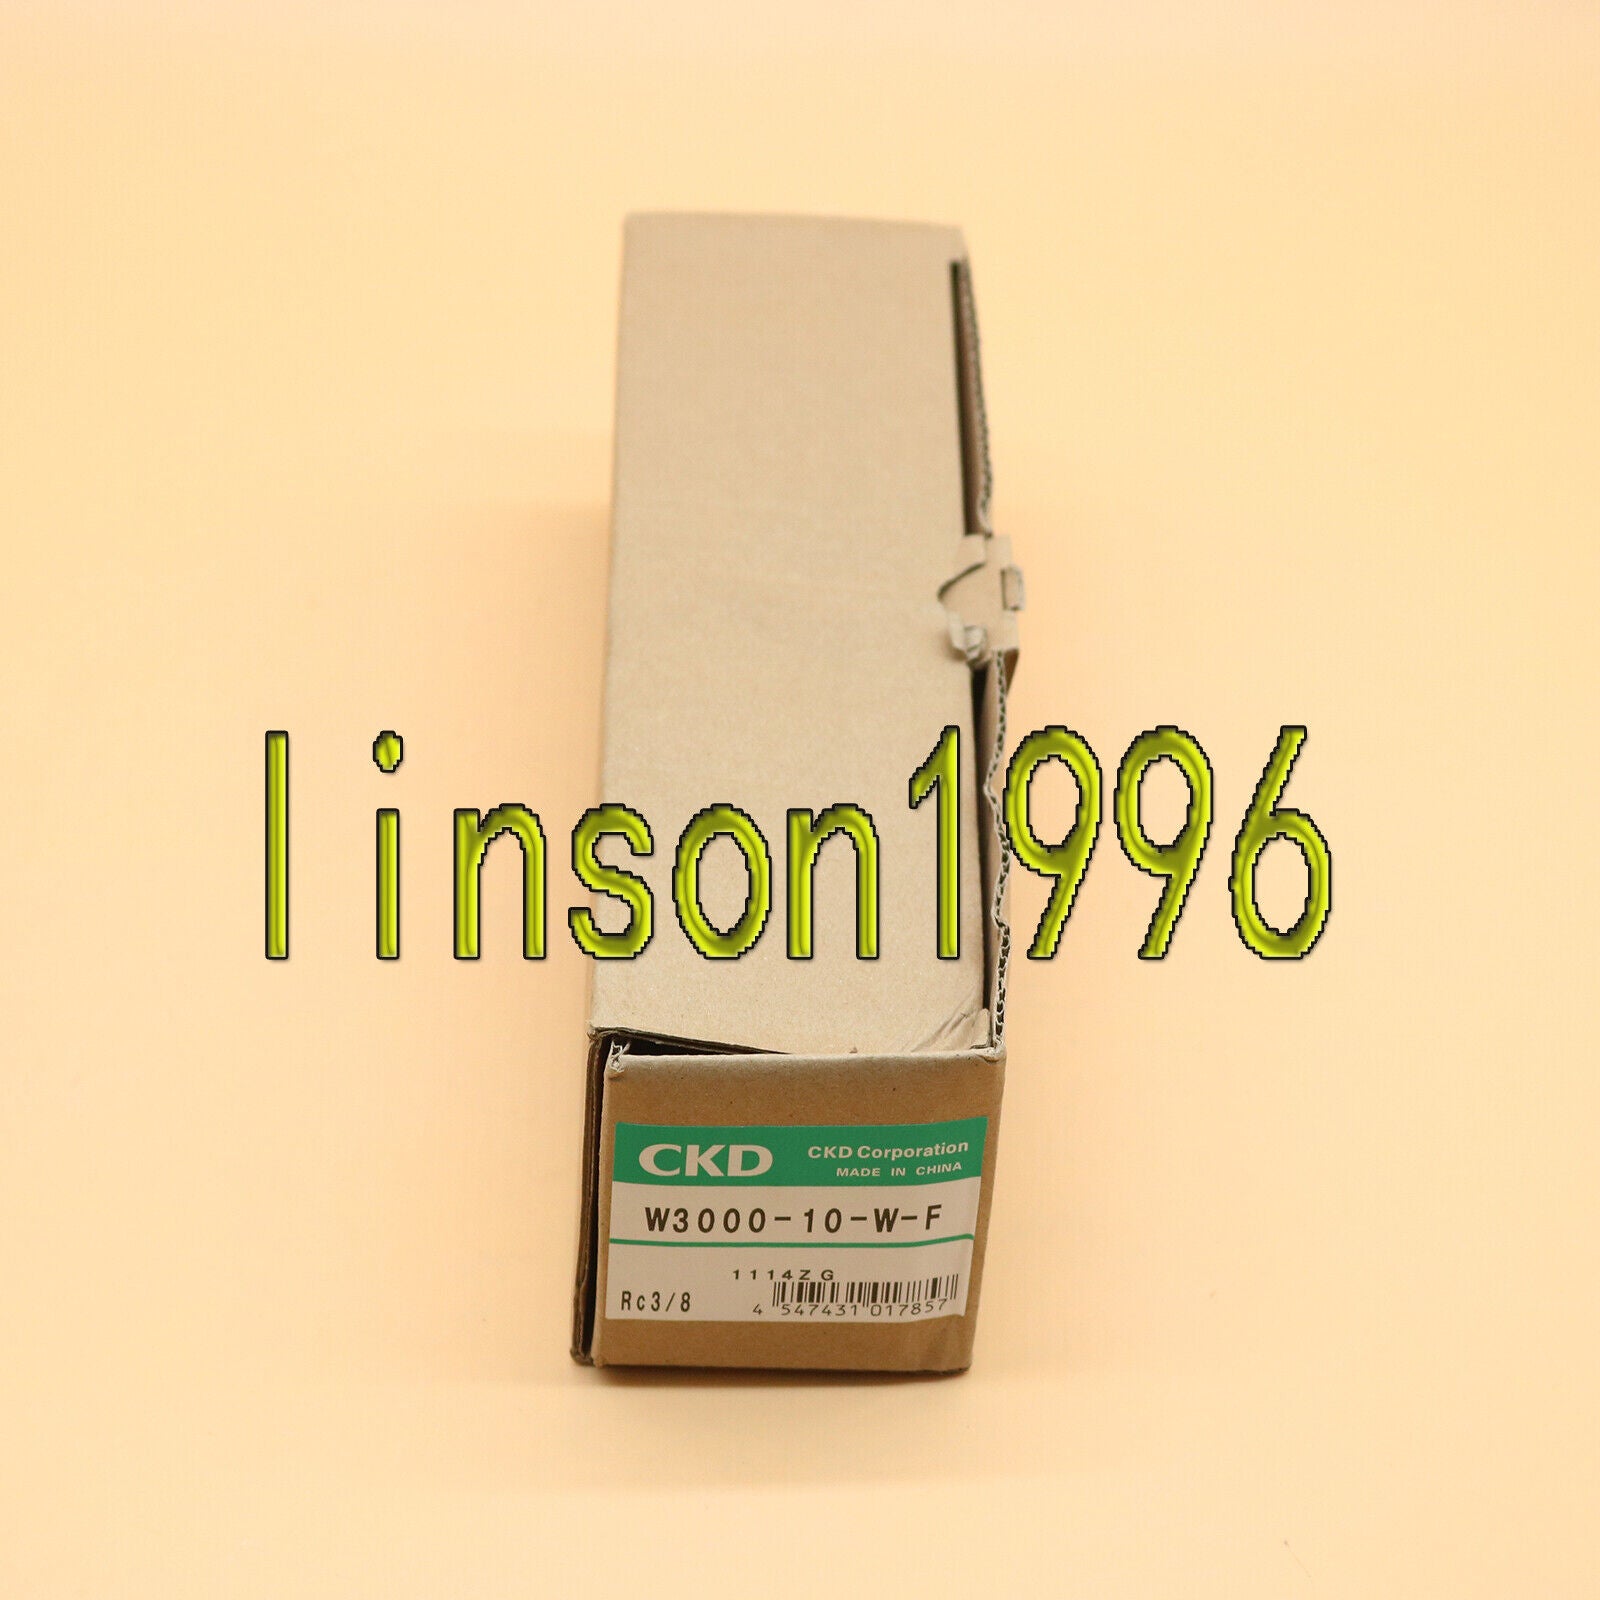 linson1996
CKD
CKD Corporation
MADE IN CHINA
W3000-10-W-F
1114ZG
Rc3/8
4 547431 017857